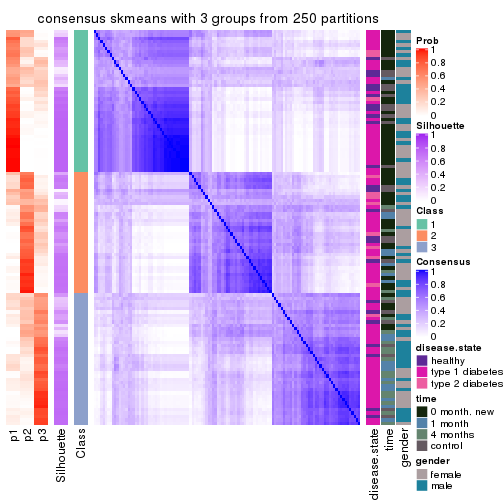 consensus skmeans with 3 groups from 250 partitions
Prob
1
0.8
0.6
0.4
0.2
0
Silhouette
1
0.8
0.6
0.4
0.2
0
Class
1
2
3
Consensus
1
0.8
0.6
0.4
0.2
0
disease.state
healthy
type 1 diabetes
type 2 diabetes
time
0 month, new
1 month
4 months
control
gender
female
male
p1
p2
p3
Silhouette
Class
disease.state
time
gender